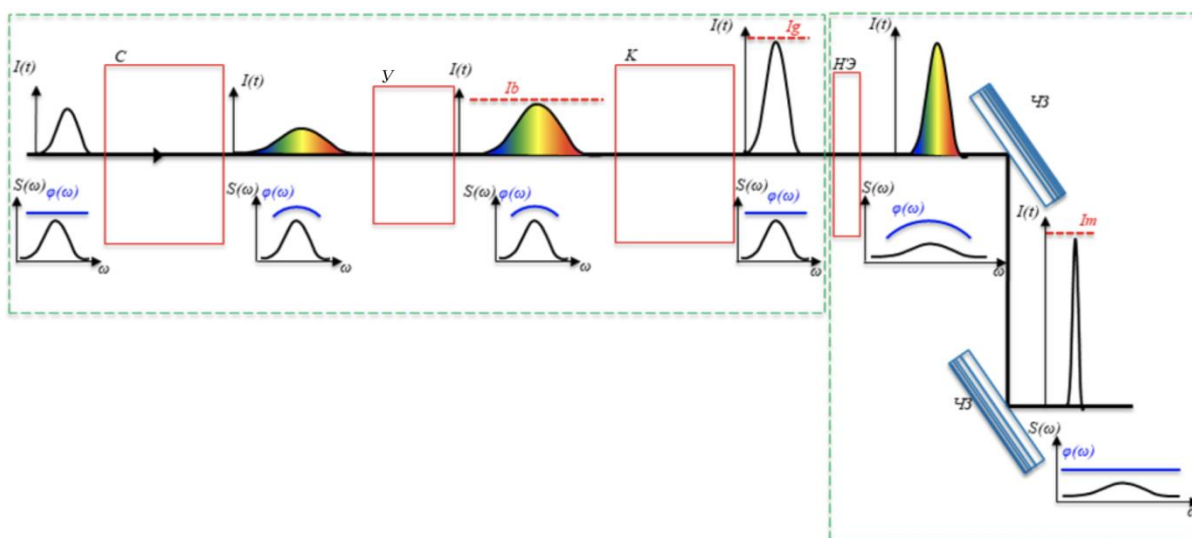 I(t)
C
I(t)
У
I(t)
Ib
К
I(t)
Ig
НЭ
I(t)
ЧЗ
S(ω)
φ(ω)
ω
S(ω)
φ(ω)
ω
S(ω)
φ(ω)
ω
S(ω)
φ(ω)
ω
S(ω)
φ(ω)
ω
I(t)
Im
ЧЗ
S(ω)
φ(ω)
ω